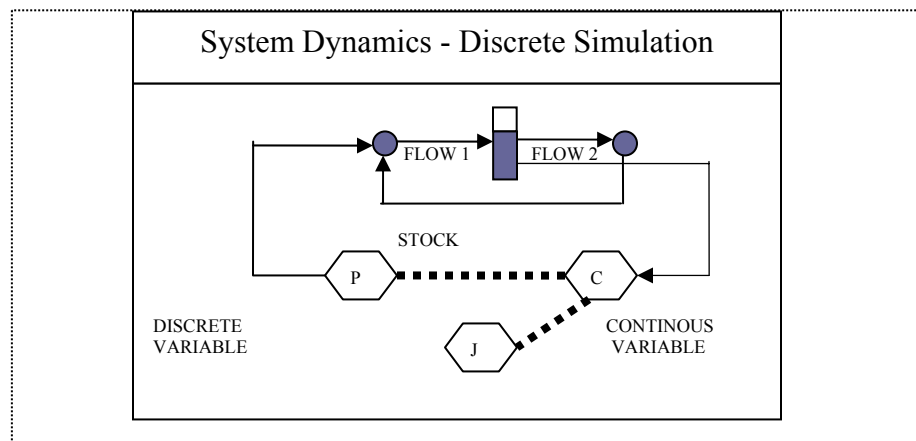 System Dynamics - Discrete Simulation
FLOW 1
FLOW 2
STOCK
P
C
DISCRETE
VARIABLE
J
CONTINOUS
VARIABLE